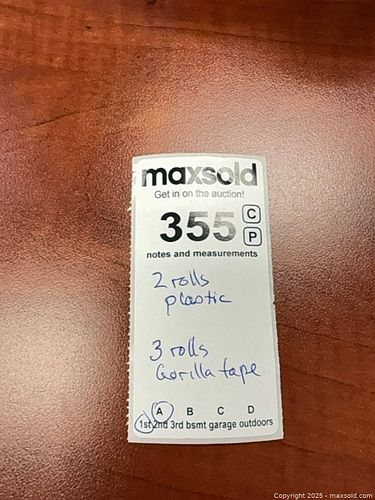 maxsold
Get in on the auction!
355 C
P
notes and measurements
2 rolls
plastic
3 rolls
Gorilla tape
A B C D
1st 2nd 3rd bsmt garage outdoors
Copyright 2025 - maxsold.com